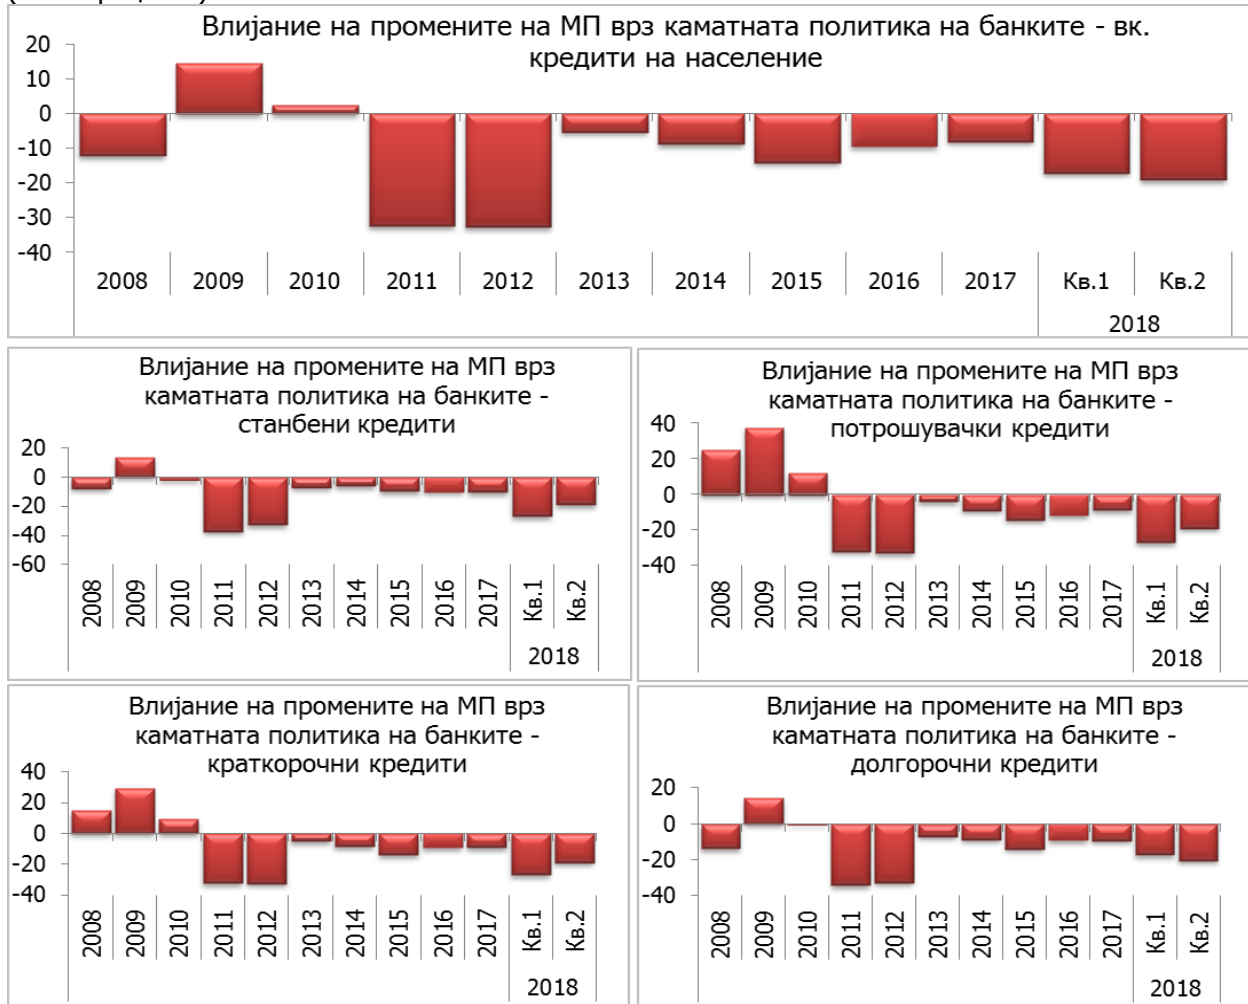 Влијание на промените на МП врз каматната политика на банките - вк.
кредити на население
20
10
0
-10
-20
-30
-40
2008 2009 2010 2011 2012 2013 2014 2015 2016 2017 Кв.1 Кв.2
2018
Влијание на промените на МП врз
каматната политика на банките -
станбени кредити
20
0
-20
-40
-60
2008 2009 2010 2011 2012 2013 2014 2015 2016 2017 Кв.1 Кв.2
2018
Влијание на промените на МП врз
каматната политика на банките -
потрошувачки кредити
40
20
0
-20
-40
2008 2009 2010 2011 2012 2013 2014 2015 2016 2017 Кв.1 Кв.2
2018
Влијание на промените на МП врз
каматната политика на банките -
краткорочни кредити
40
20
0
-20
-40
2008 2009 2010 2011 2012 2013 2014 2015 2016 2017 Кв.1 Кв.2
2018
Влијание на промените на МП врз
каматната политика на банките -
долгорочни кредити
20
0
-20
-40
2008 2009 2010 2011 2012 2013 2014 2015 2016 2017 Кв.1 Кв.2
2018